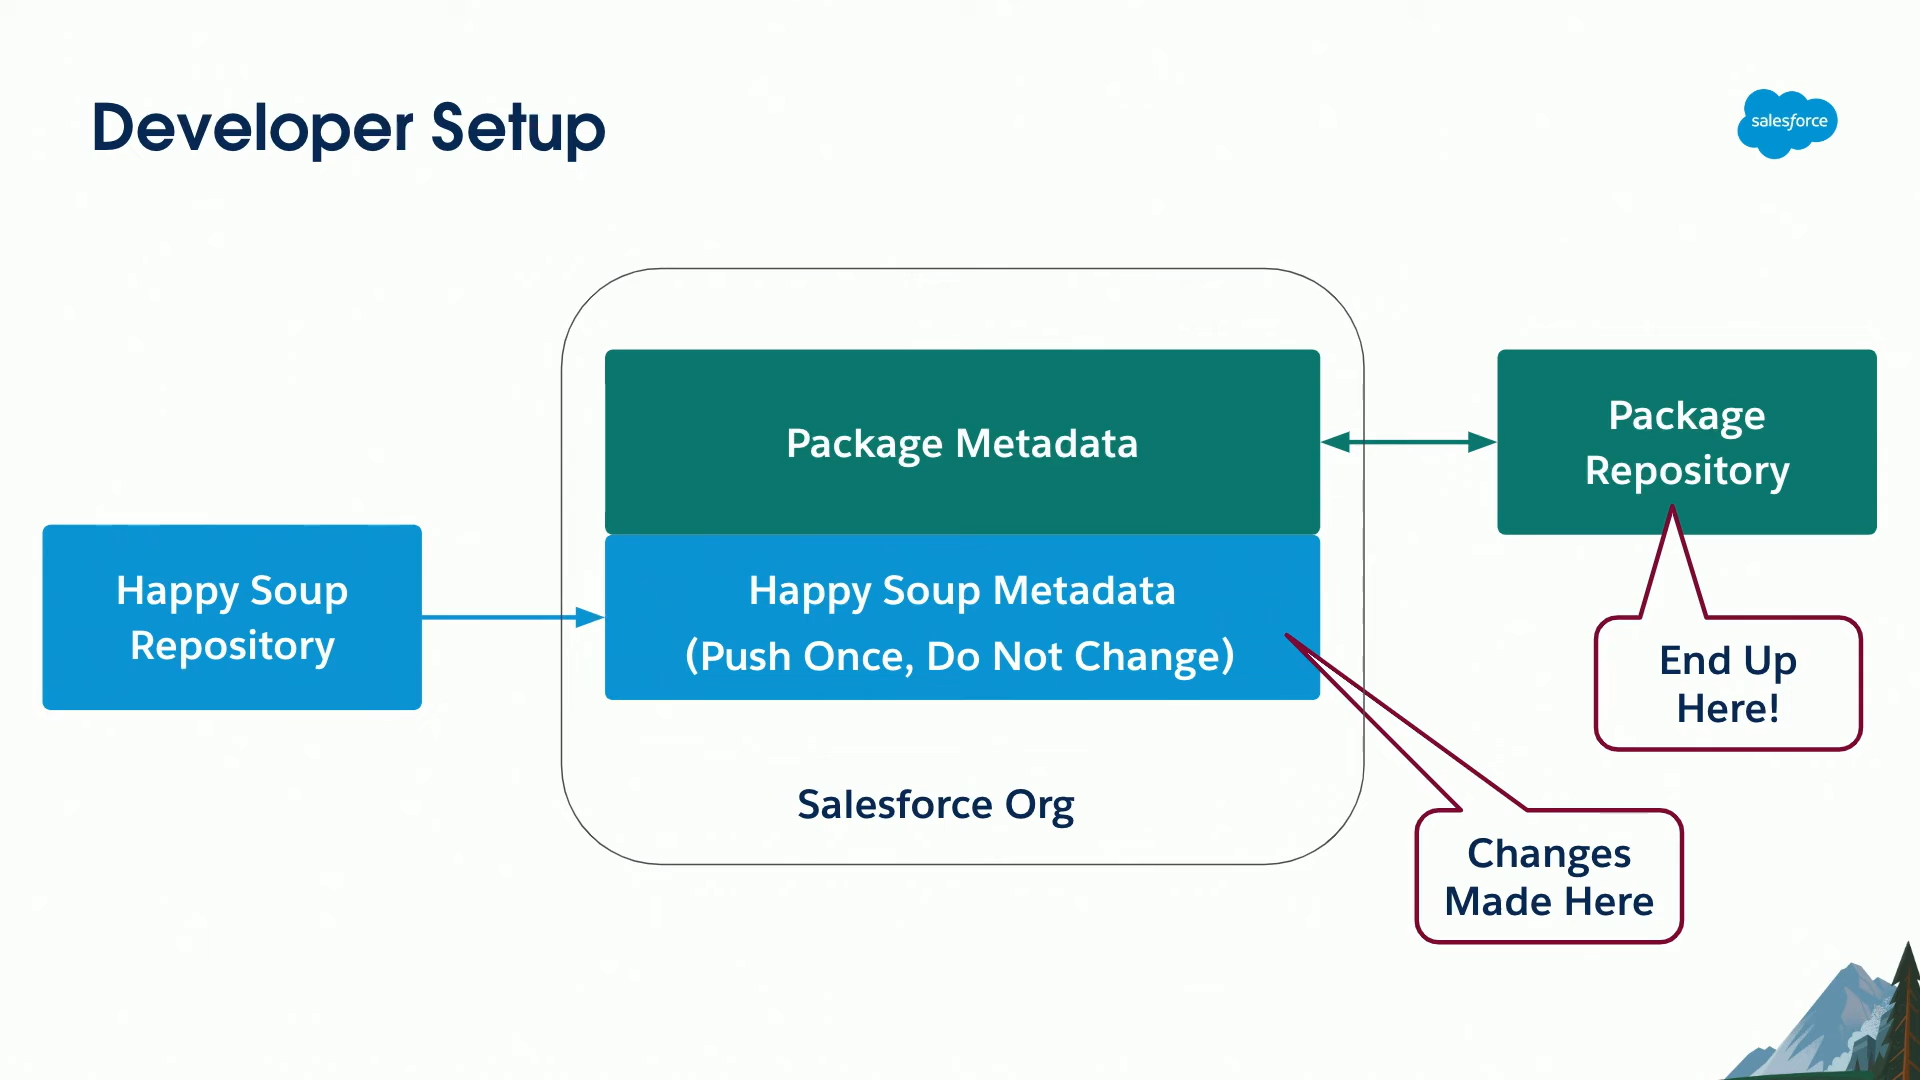 Developer Setup
salesforce
Package Metadata
Package
Repository
Happy Soup
Repository
Happy Soup Metadata
(Push Once, Do Not Change)
End Up
Here!
Salesforce Org
Changes
Made Here